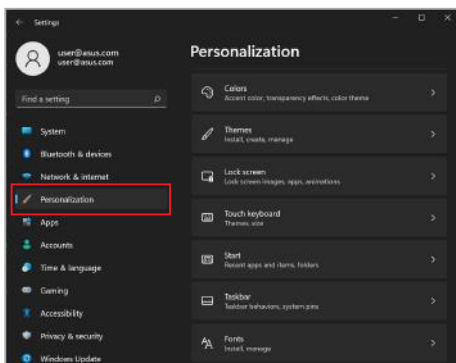 Settings
user@asus.com
user@asus.com
Find a setting
System
Bluetooth & devices
Network & internet
Personalization
Apps
Accounts
Time & language
Gaming
Accessibility
Privacy & security
Windows Update
Personalization
Colors
Accent color, transparency effects, color theme
Themes
Install, create, manage
Lock screen
Lock screen images, apps, animations
Touch keyboard
Themes, size
Start
Recent apps and items, folders
Taskbar
Taskbar behaviors, system pins
Fonts
Install, manage